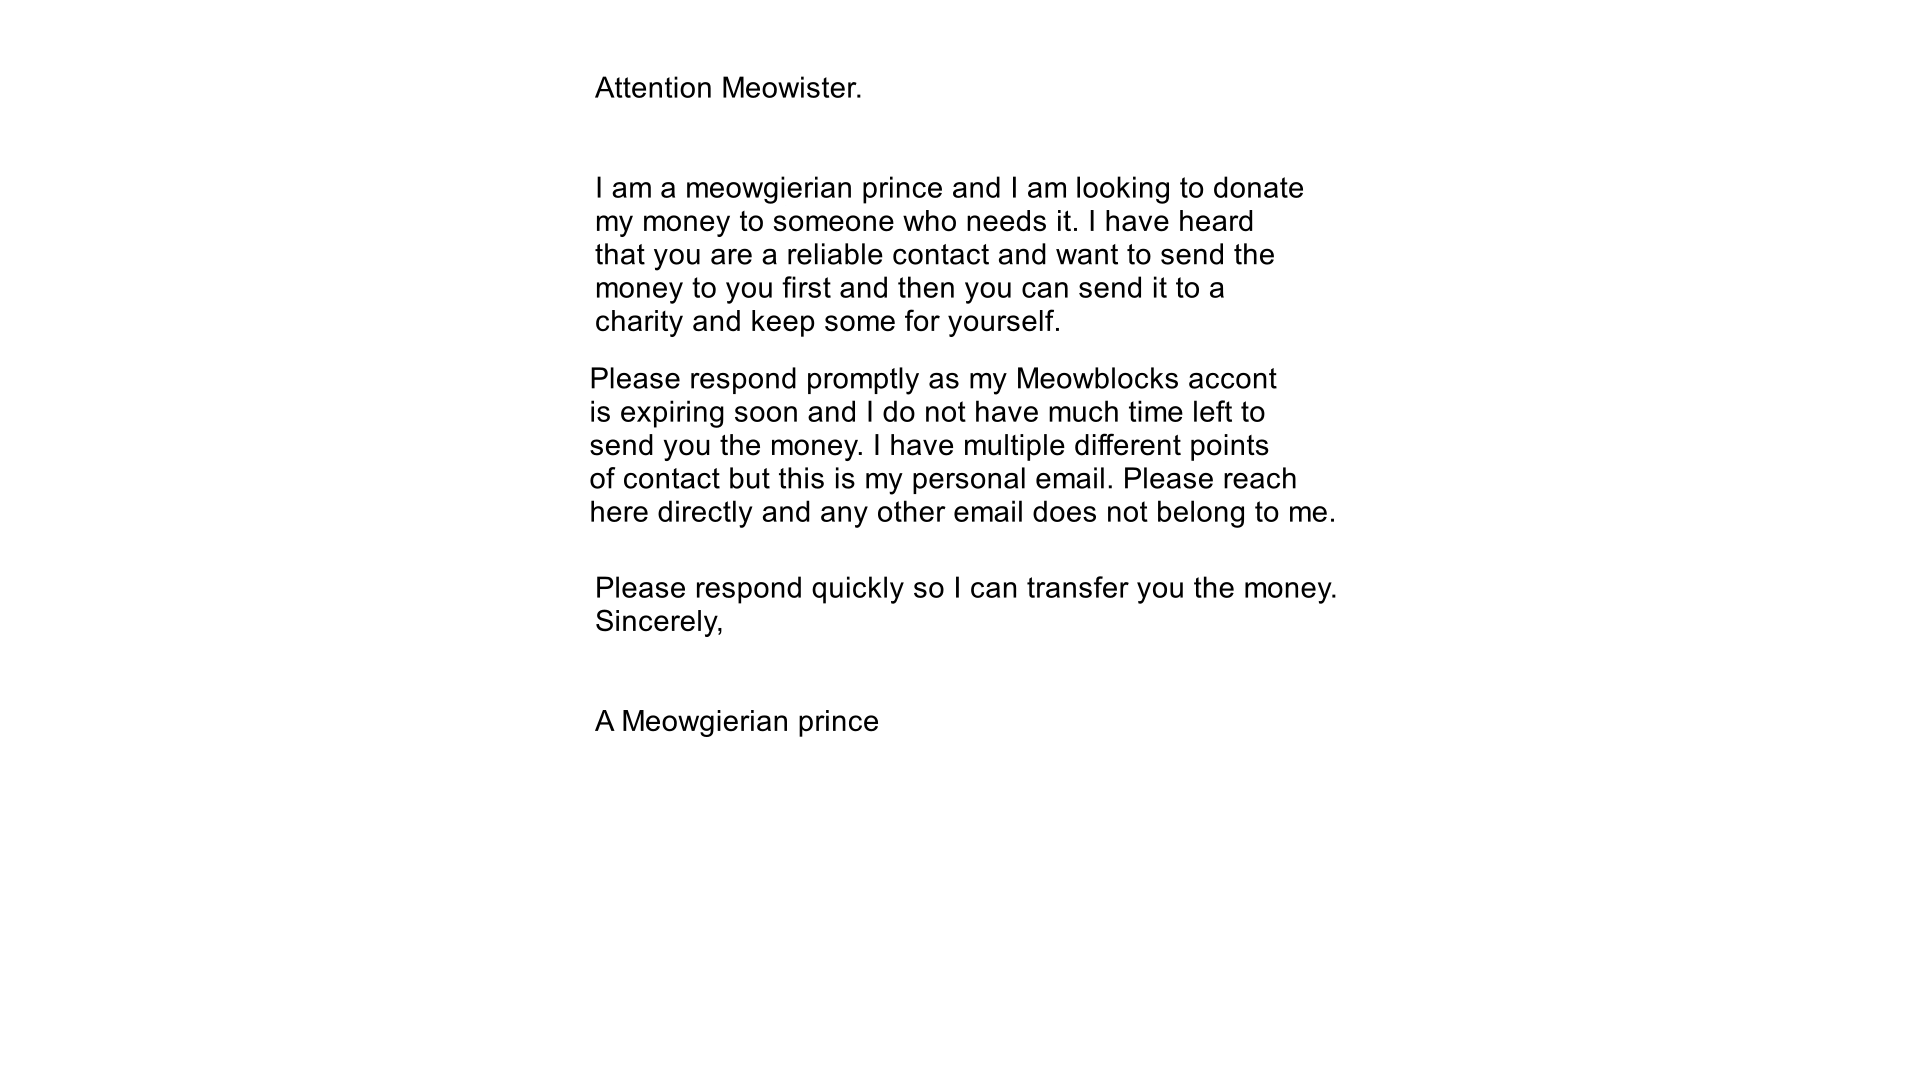 Attention Meowister.
I am a meowgierian prince and I am looking to donate
my money to someone who needs it. I have heard
that you are a reliable contact and want to send the
money to you first and then you can send it to a
charity and keep some for yourself.
Please respond promptly as my Meowblocks accont
is expiring soon and I do not have much time left to
send you the money. I have multiple different points
of contact but this is my personal email. Please reach
here directly and any other email does not belong to me.
Please respond quickly so I can transfer you the money.
Sincerely,
A Meowgierian prince